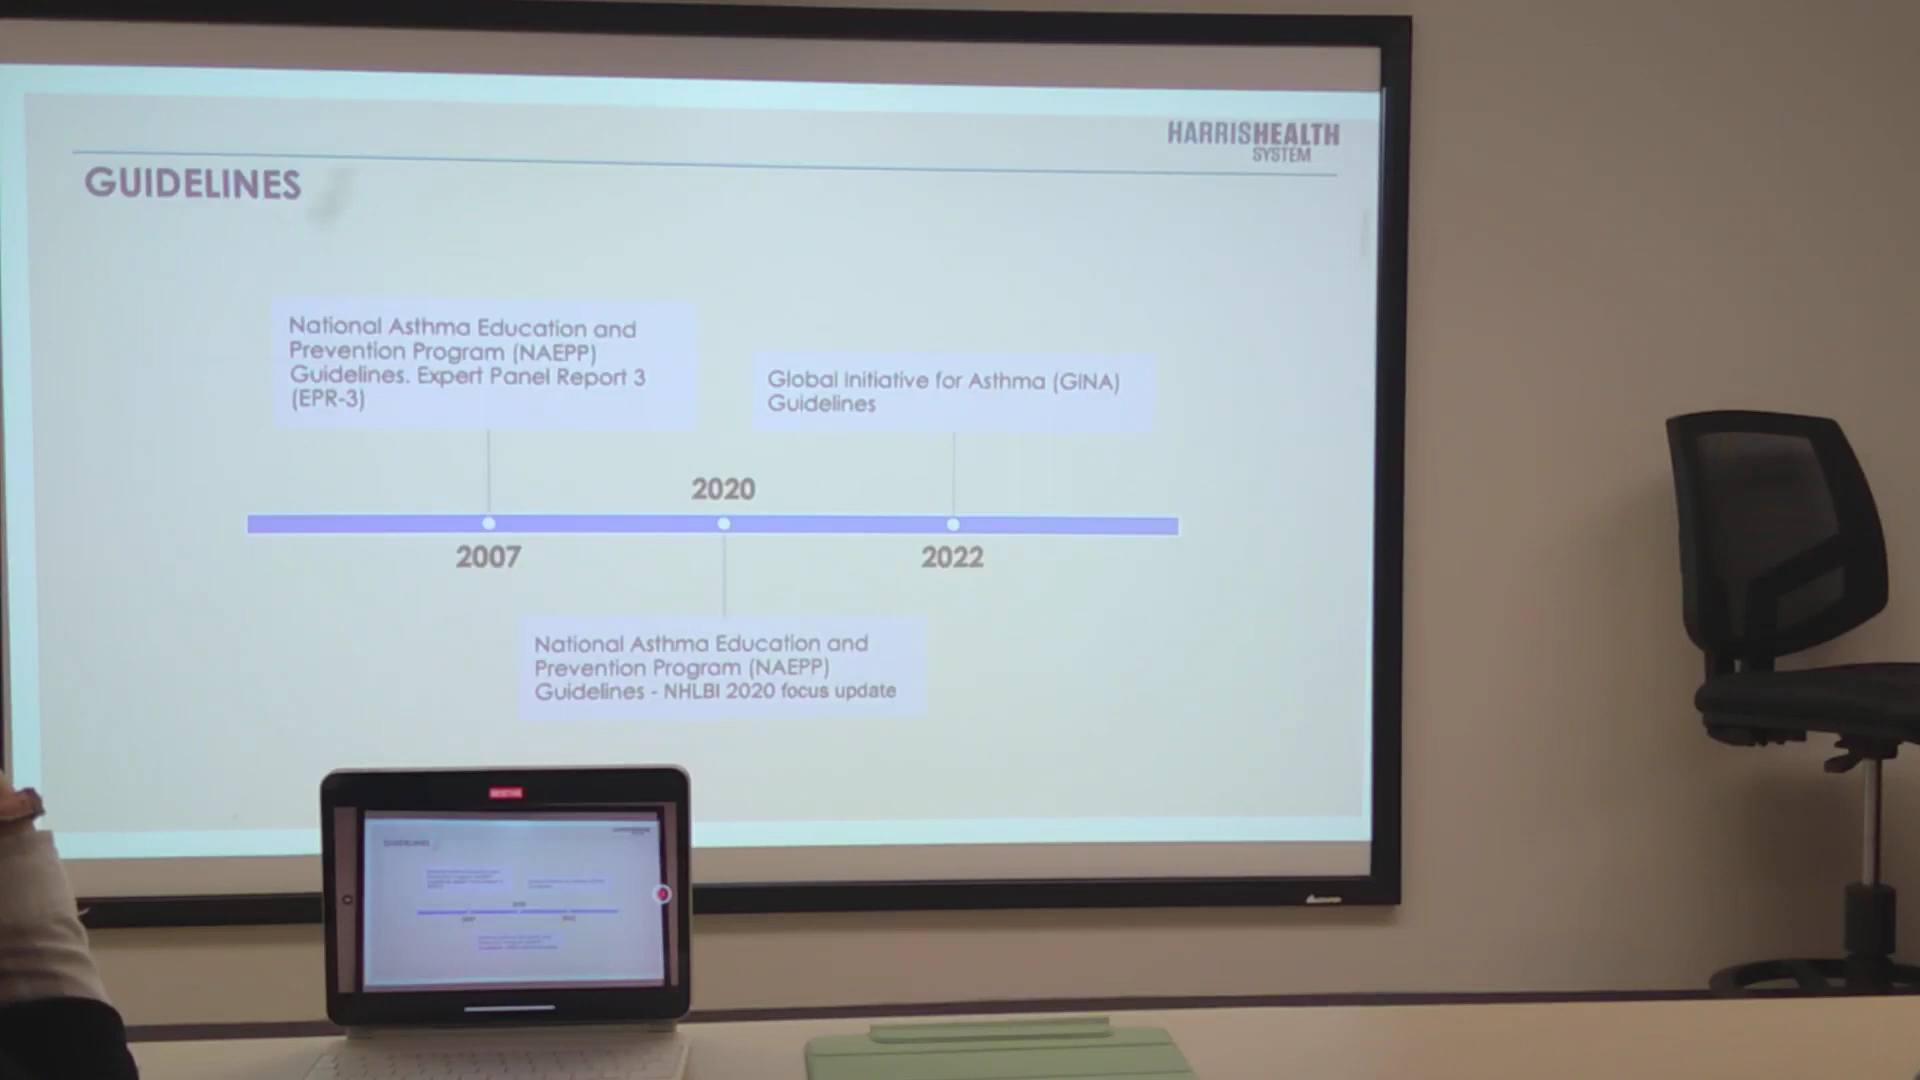 HARRISHEALTH
SYSTEM
GUIDELINES
National Asthma Education and
Prevention Program (NAEPP)
Guidelines. Expert Panel Report 3
(EPR-3)
Global Initiative for Asthma (GINA)
Guidelines
2020
2007
2022
National Asthma Education and
Prevention Program (NAEPP)
Guidelines - NHLBI 2020 focus update